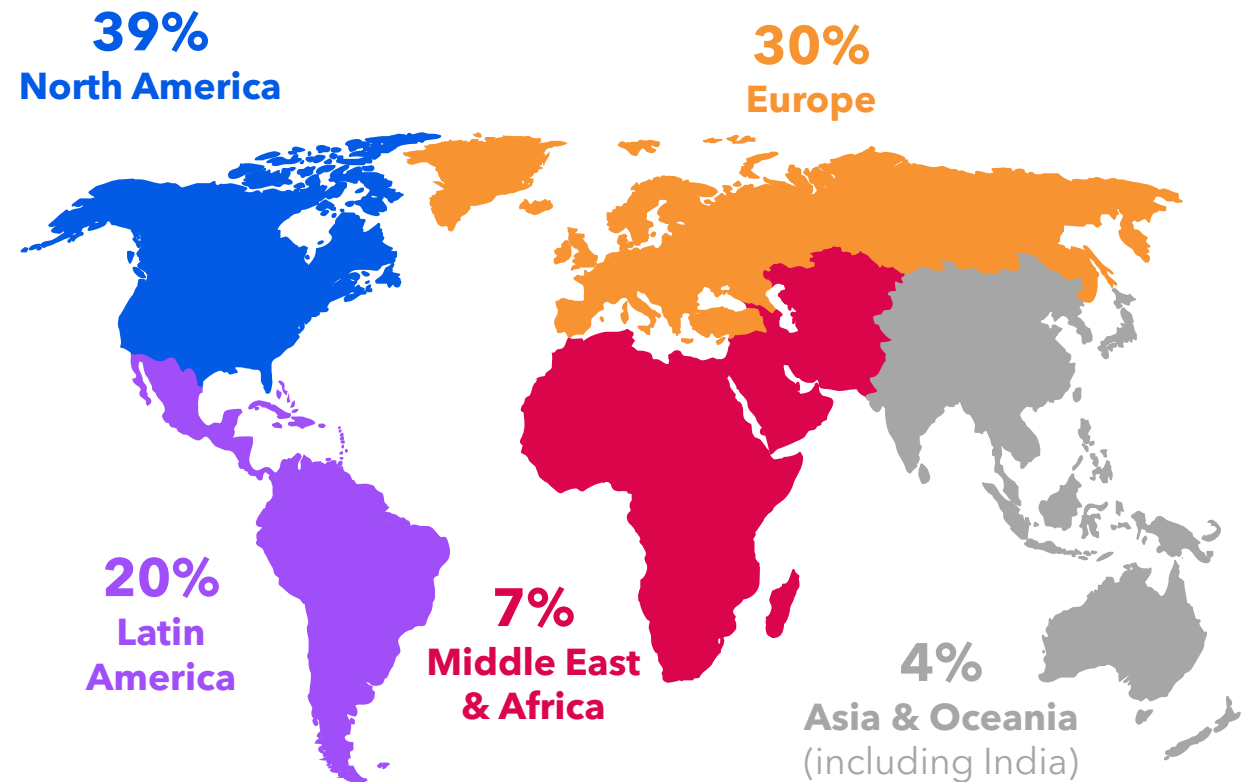 39%
North America
30%
Europe
20%
Latin
America
7%
Middle East
& Africa
4%
Asia & Oceania
(including India)